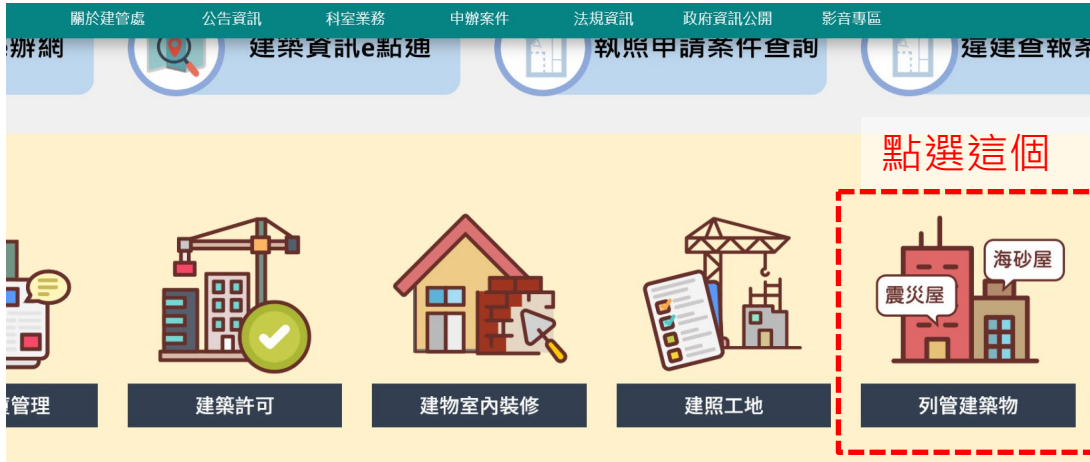 關於建管處 公告資訊 科室業務 申辦案件 法規資訊 政府資訊公開 影音專區
辦網 建築資訊e點通 執照申請案件查詢 違建查報案
點選這個
海砂屋
震災屋
管理 建築許可 建物室內裝修 建照工地 列管建築物